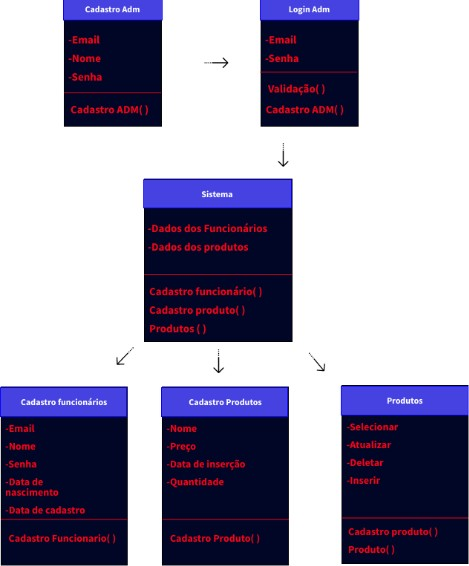 Cadastro Adm
-Email
-Nome
-Senha
Cadastro ADM( )
Login Adm
-Email
-Senha
Validação( )
Cadastro ADM( )
Sistema
-Dados dos Funcionários
-Dados dos produtos
Cadastro funcionário( )
Cadastro produto( )
Produtos ( )
Cadastro funcionários
-Email
-Nome
-Senha
-Data de
nascimento
-Data de cadastro
Cadastro Funcionario( )
Cadastro Produtos
-Nome
-Preço
-Data de inserção
-Quantidade
Cadastro Produto( )
Produtos
-Selecionar
-Atualizar
-Deletar
-Inserir
Cadastro produto( )
Produto( )